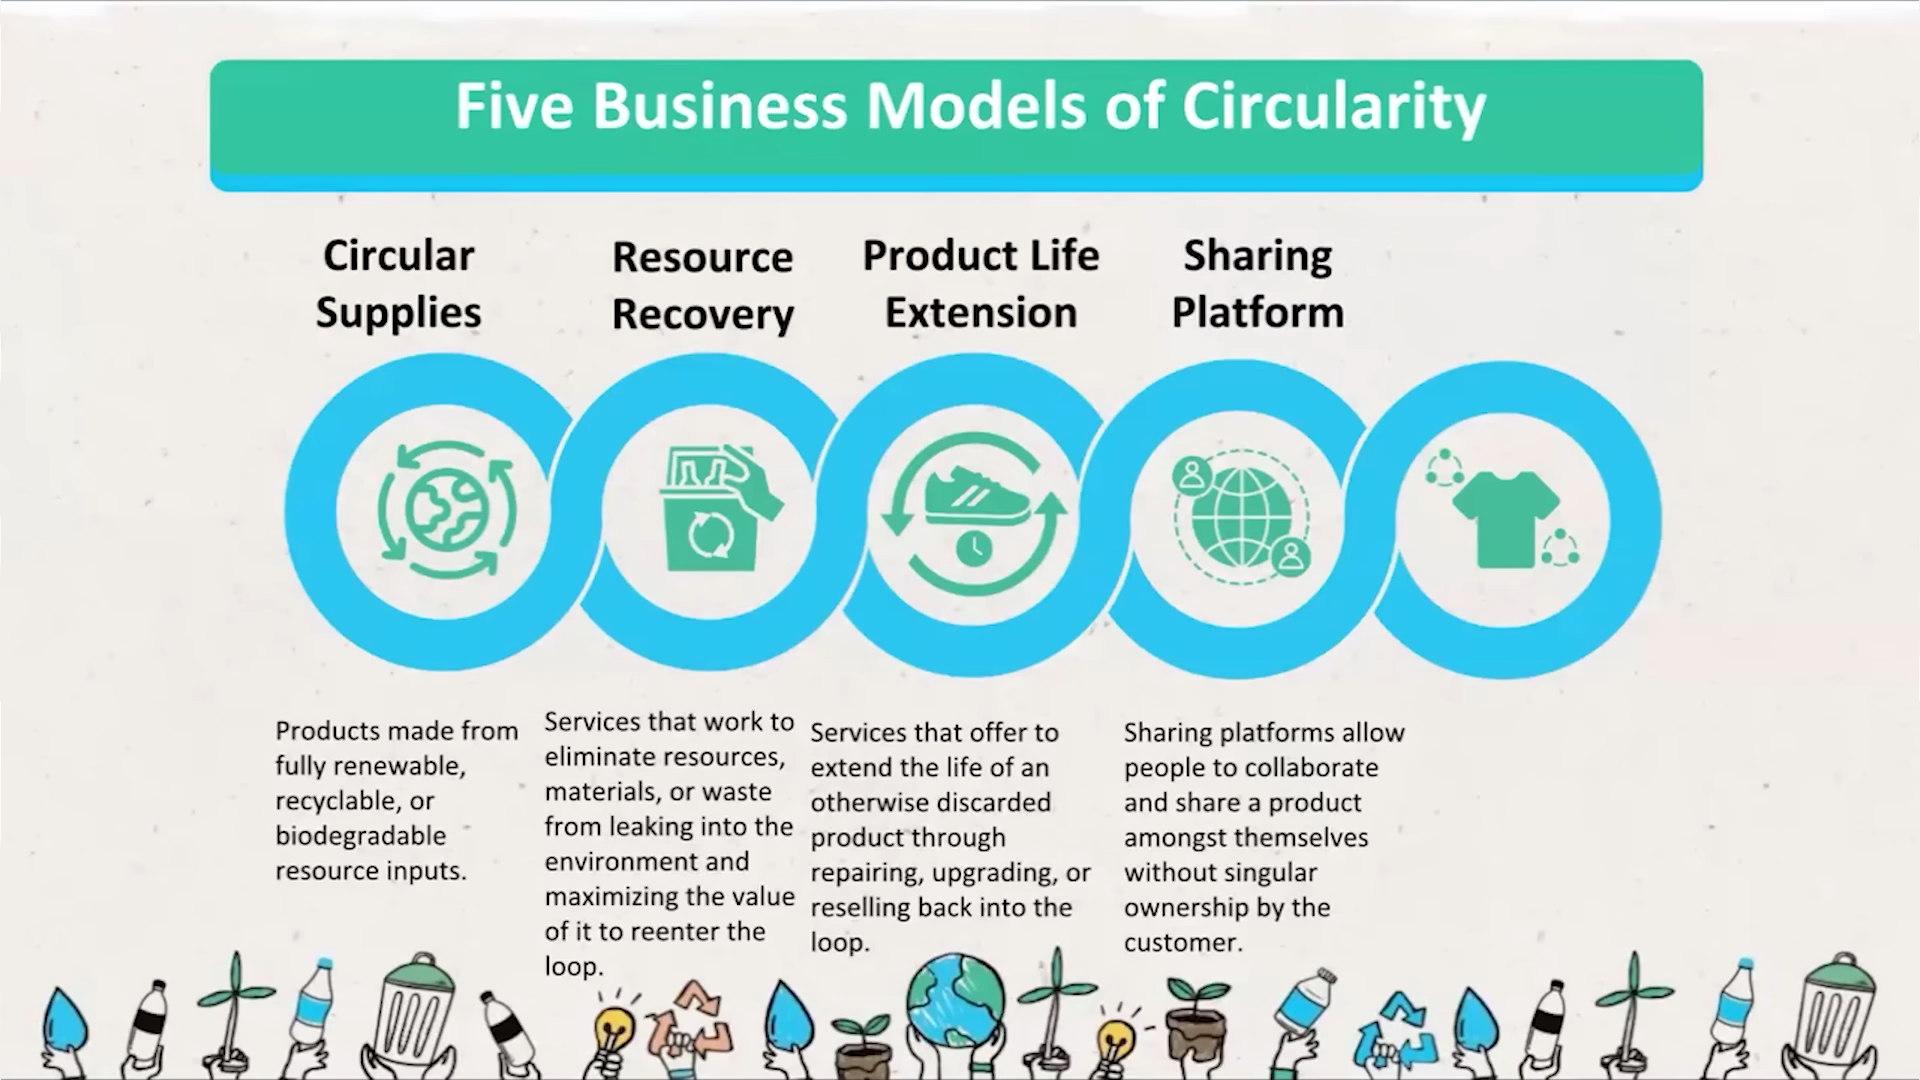 Five Business Models of Circularity
Circular
Supplies
Resource
Recovery
Product Life
Extension
Sharing
Platform
Products made from
fully renewable,
recyclable, or
biodegradable
resource inputs.
Services that work to
eliminate resources,
materials, or waste
from leaking into the
environment and
maximizing the value
of it to reenter the
loop.
Services that offer to
extend the life of an
otherwise discarded
product through
repairing, upgrading, or
reselling back into the
loop.
Sharing platforms allow
people to collaborate
and share a product
amongst themselves
without singular
ownership by the
customer.